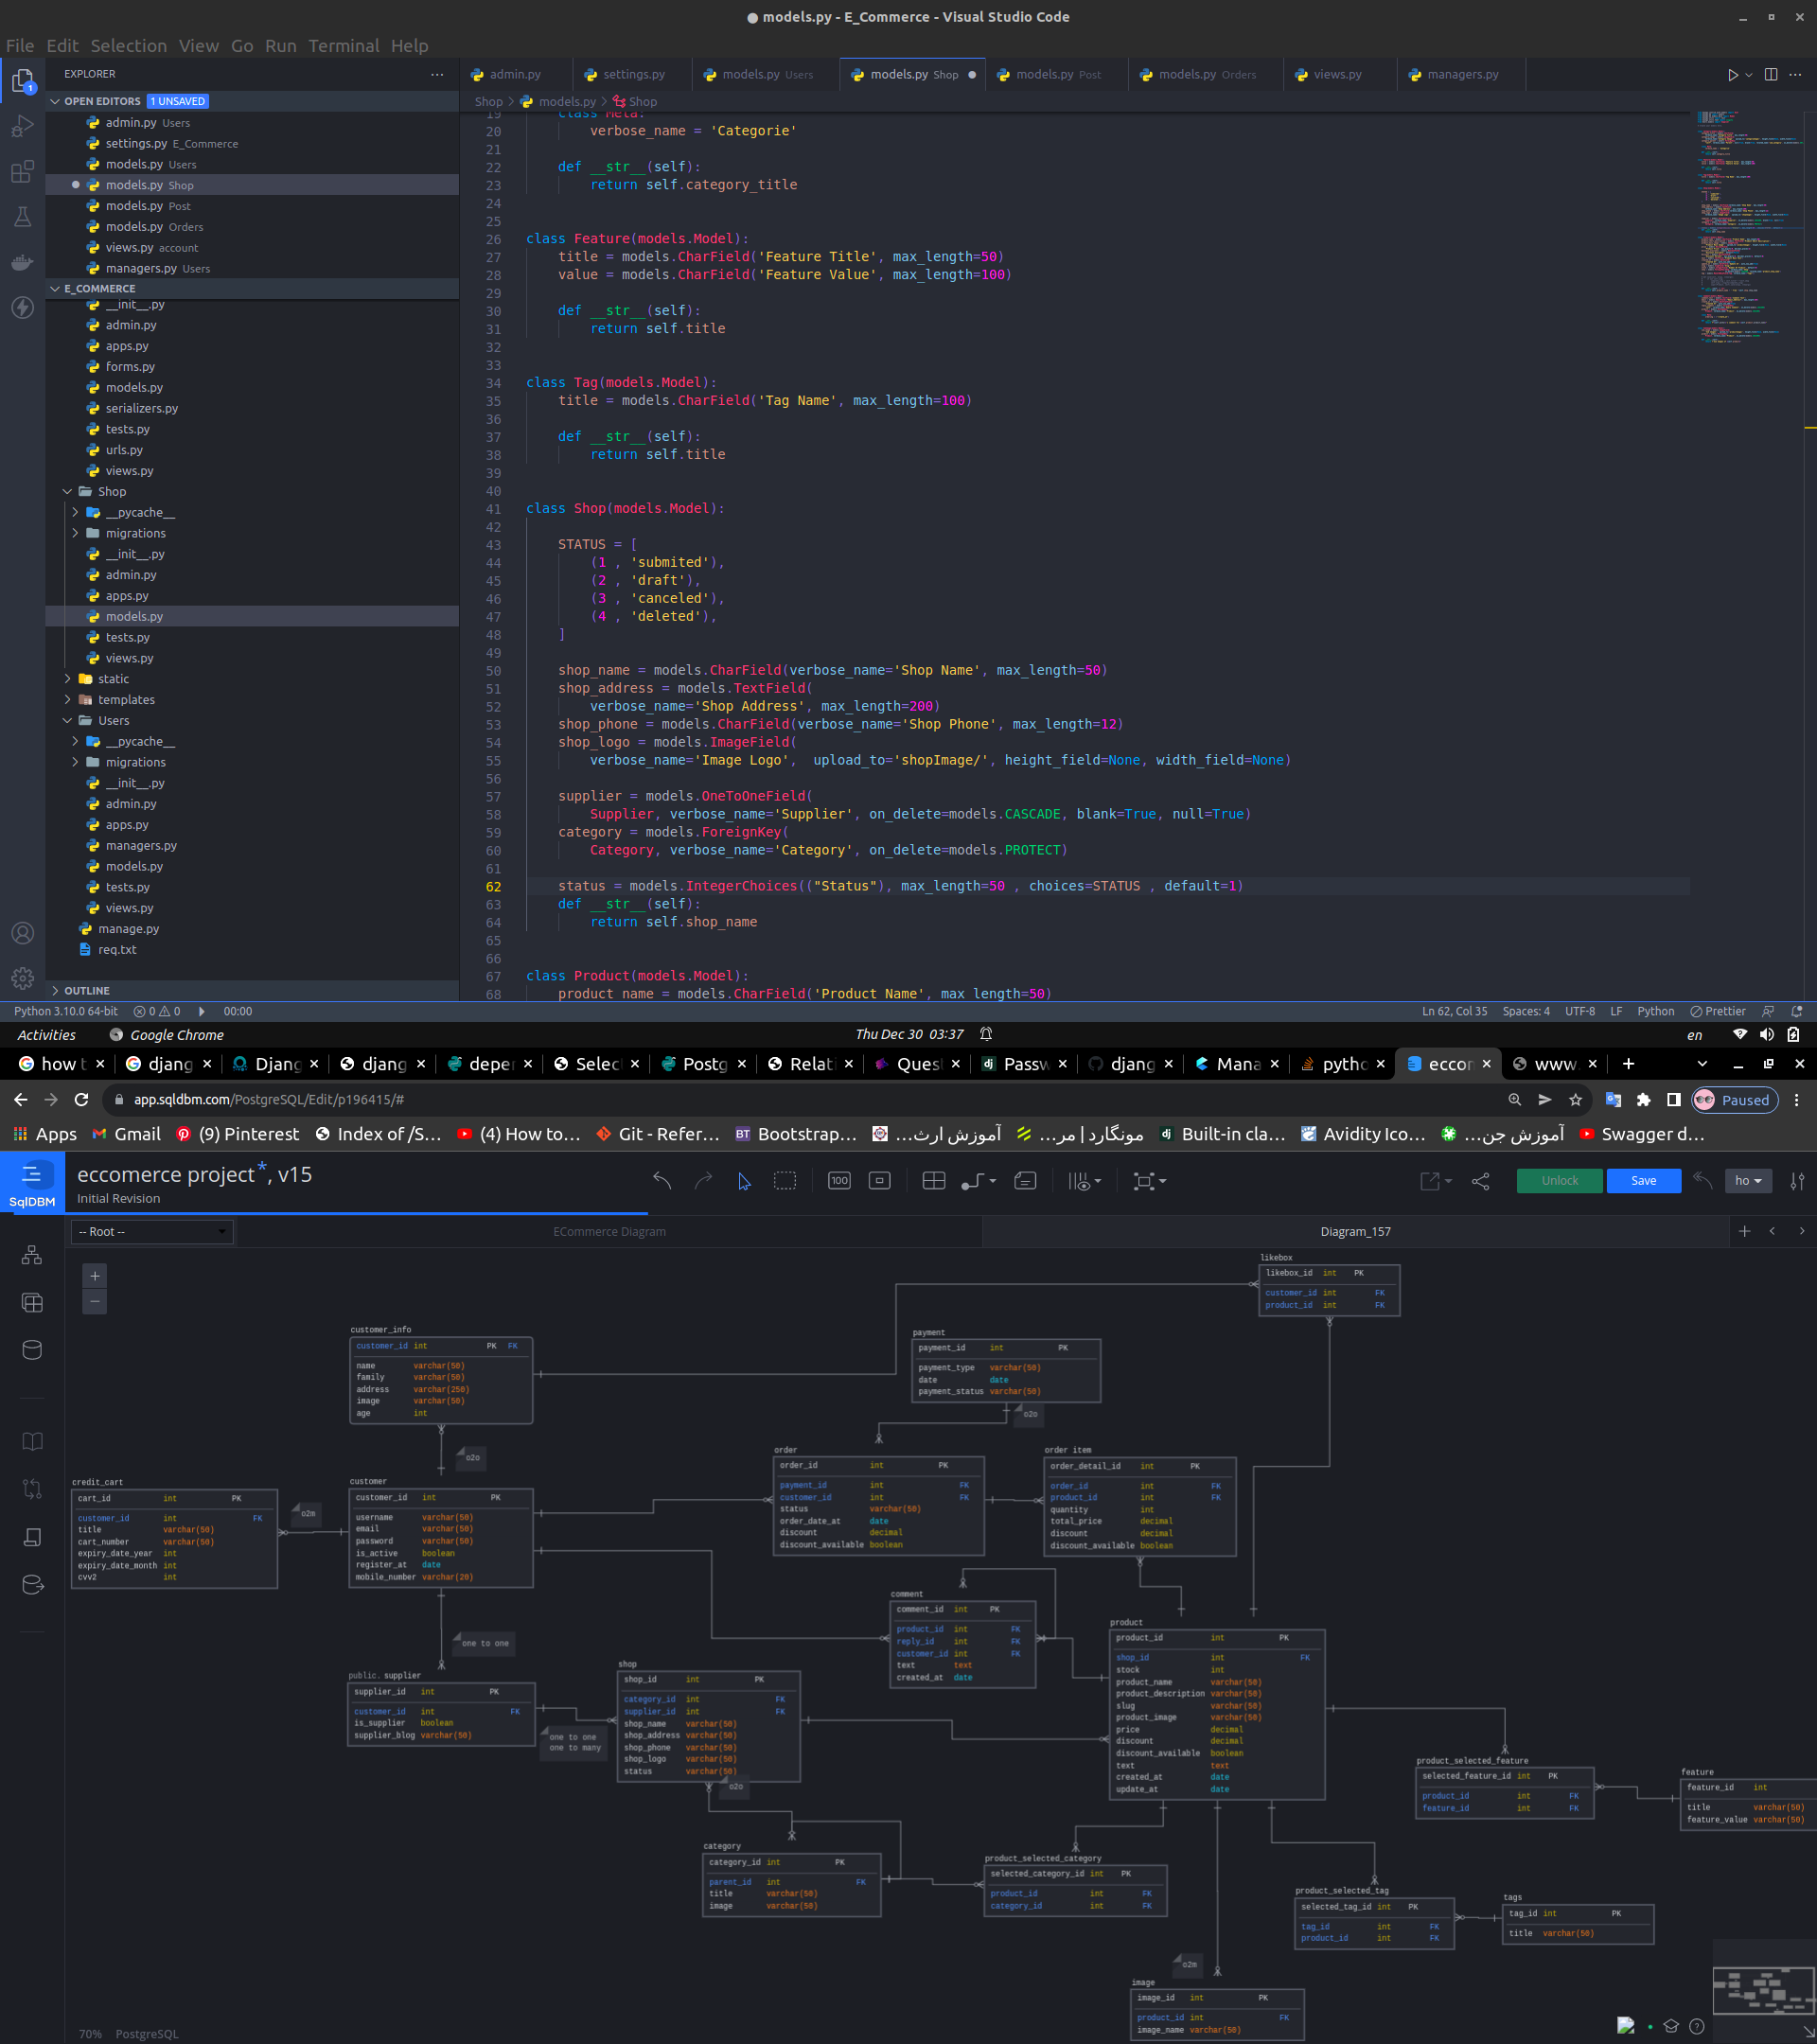 models.py - E_Commerce - Visual Studio Code
File Edit Selection View Go Run Terminal Help
EXPLORER
OPEN EDITORS 1 UNSAVED
admin.py Users
settings.py E_Commerce
models.py Users
models.py Shop
models.py Post
models.py Orders
views.py account
managers.py Users
E_COMMERCE
__init__.py
admin.py
apps.py
forms.py
models.py
serializers.py
tests.py
urls.py
views.py
Shop
__pycache__
migrations
__init__.py
admin.py
apps.py
models.py
tests.py
views.py
static
templates
Users
__pycache__
migrations
__init__.py
admin.py
apps.py
managers.py
models.py
tests.py
views.py
manage.py
req.txt
OUTLINE
admin.py settings.py models.py Users models.py Shop models.py Post models.py Orders views.py managers.py
Shop > models.py > Shop
19 class Meta:
20 verbose_name = 'Categorie'
21
22 def __str__(self):
23 return self.category_title
24
25
26 class Feature(models.Model):
27 title = models.CharField('Feature Title', max_length=50)
28 value = models.CharField('Feature Value', max_length=100)
29
30 def __str__(self):
31 return self.title
32
33
34 class Tag(models.Model):
35 title = models.CharField('Tag Name', max_length=100)
36
37 def __str__(self):
38 return self.title
39
40
41 class Shop(models.Model):
42
43 STATUS = [
44 (1 , 'submited'),
45 (2 , 'draft'),
46 (3 , 'canceled'),
47 (4 , 'deleted'),
48 ]
49
50 shop_name = models.CharField(verbose_name='Shop Name', max_length=50)
51 shop_address = models.TextField(
52 verbose_name='Shop Address', max_length=200)
53 shop_phone = models.CharField(verbose_name='Shop Phone', max_length=12)
54 shop_logo = models.ImageField(
55 verbose_name='Image Logo',  upload_to='shopImage/', height_field=None, width_field=None)
56
57 supplier = models.OneToOneField(
58 Supplier, verbose_name='Supplier', on_delete=models.CASCADE, blank=True, null=True)
59 category = models.ForeignKey(
60 Category, verbose_name='Category', on_delete=models.PROTECT)
61
62 status = models.IntegerChoices(("Status"), max_length=50 , choices=STATUS , default=1)
63 def __str__(self):
64 return self.shop_name
65
66
67 class Product(models.Model):
68 product_name = models.CharField('Product Name', max_length=50)
Python 3.10.0 64-bit 0 0 00:00 Ln 62, Col 35 Spaces: 4 UTF-8 LF Python Prettier
Activities Google Chrome Thu Dec 30 03:37 en
how t djang Djang djang deper Selec Postg Relati Quest Passw djang Mana pytho eccon www.
app.sqldbm.com/PostgreSQL/Edit/p196415/# Paused
Apps Gmail (9) Pinterest Index of /S... (4) How to... Git - Refer... Bootstrap... آموزش ارث... مونگارد | مر... Built-in cla... Avidity Ico... آموزش جن... Swagger d...
SqlDBM
eccomerce project*, v15
Initial Revision
100 Unlock Save ho
-- Root -- ECommerce Diagram Diagram_157
likebox
likebox_id int PK
customer_id int FK
product_id int FK
customer_info
customer_id int PK FK
name varchar(50)
family varchar(50)
address varchar(250)
image varchar(50)
age int
o2o
payment
payment_id int PK
payment_type varchar(50)
date date
payment_status varchar(50)
o2o
credit_cart
cart_id int PK
customer_id int FK
title varchar(50)
cart_number varchar(50)
expiry_date_year int
expiry_date_month int
cvv2 int
o2m
customer
customer_id int PK
username varchar(50)
email varchar(50)
password varchar(50)
is_active boolean
register_at date
mobile_number varchar(20)
one to one
order
order_id int PK
payment_id int FK
customer_id int FK
status varchar(50)
order_date_at date
discount decimal
discount_available boolean
order item
order_detail_id int PK
order_id int FK
product_id int FK
quantity int
total_price decimal
discount int
discount_available boolean
comment
comment_id int PK
product_id int FK
reply_id int FK
customer_id int FK
text text
created_at date
product
product_id int PK
shop_id int FK
stock int
product_name varchar(50)
product_description varchar(50)
slug varchar(50)
product_image varchar(50)
price decimal
discount decimal
discount_available boolean
text text
created_at date
update_at date
public. supplier
supplier_id int PK
customer_id int FK
is_supplier boolean
supplier_blog varchar(50)
one to one
one to many
shop
shop_id int PK
category_id int FK
supplier_id int FK
shop_name varchar(50)
shop_address varchar(50)
shop_phone varchar(50)
shop_logo varchar(50)
status varchar(50)
o2o
product_selected_feature
selected_feature_id int PK
product_id int FK
feature_id int FK
feature
feature_id int
title varchar(50)
feature_value varchar(50)
category
category_id int PK
parent_id int FK
title varchar(50)
image varchar(50)
product_selected_category
selected_category_id int PK
product_id int FK
category_id int FK
product_selected_tag
selected_tag_id int PK
tag_id int FK
product_id int FK
tags
tag_id int PK
title varchar(50)
o2m
image
image_id int PK
product_id int FK
image_name varchar(50)
70% PostgreSQL